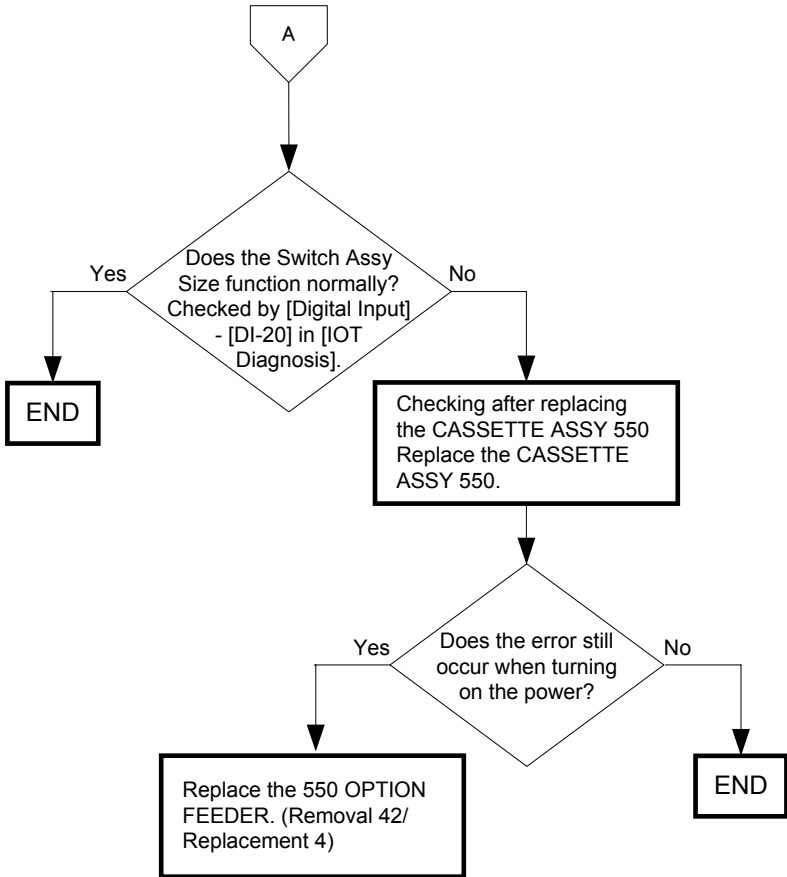 A
Does the Switch Assy
Size function normally?
Checked by [Digital Input]
- [DI-20] in [IOT
Diagnosis].
Yes
No
END
Checking after replacing
the CASSETTE ASSY 550
Replace the CASSETTE
ASSY 550.
Does the error still
occur when turning
on the power?
Yes
No
Replace the 550 OPTION
FEEDER. (Removal 42/
Replacement 4)
END